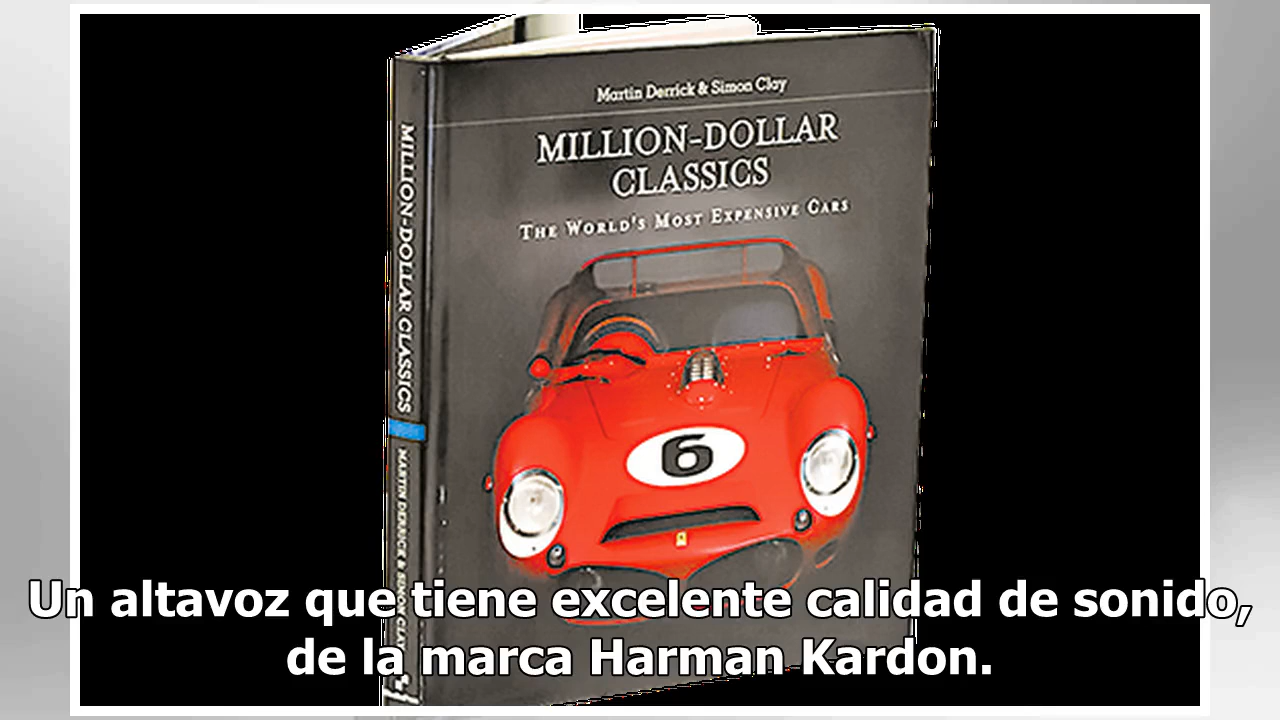 Martin Derrick & Simon Clay
MILLION-DOLLAR
CLASSICS
THE WORLD'S MOST EXPENSIVE CARS
MILLION-DOLLAR CLASSICS
MARTIN DERRICK & SIMON CLAY
6
Un altavoz que tiene excelente calidad de sonido,
de la marca Harman Kardon.